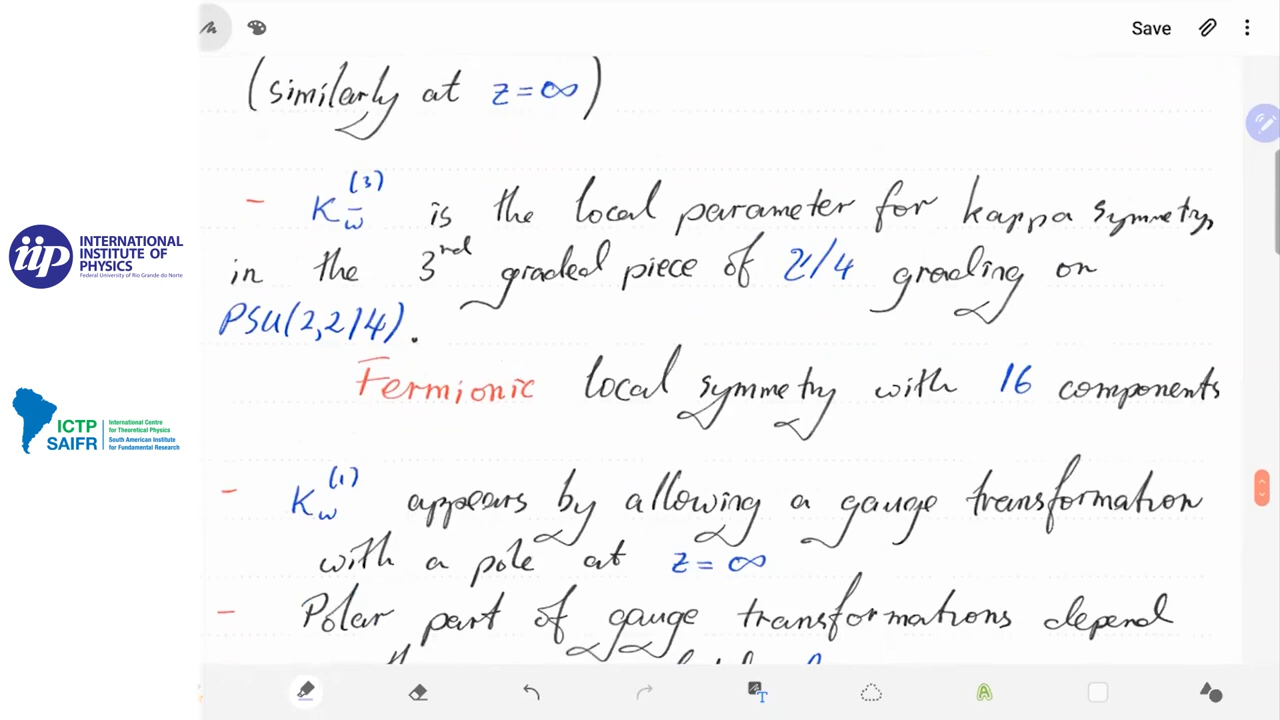 Save
(similarly at z = ∞)
- K_w̄^(3) is the local parameter for kappa symmetry,
in the 3rd graded piece of ℤ/4 grading on
PSU(2,2|4).
Fermionic local symmetry with 16 components
- K_w^(1) appears by allowing a gauge transformation
with a pole at z = ∞
- Polar part of gauge transformations depend
iip
INTERNATIONAL
INSTITUTE OF
PHYSICS
Federal University of Rio Grande do Norte
ICTP
SAIFR
International Centre
for Theoretical Physics
South American Institute
for Fundamental Research
T
A